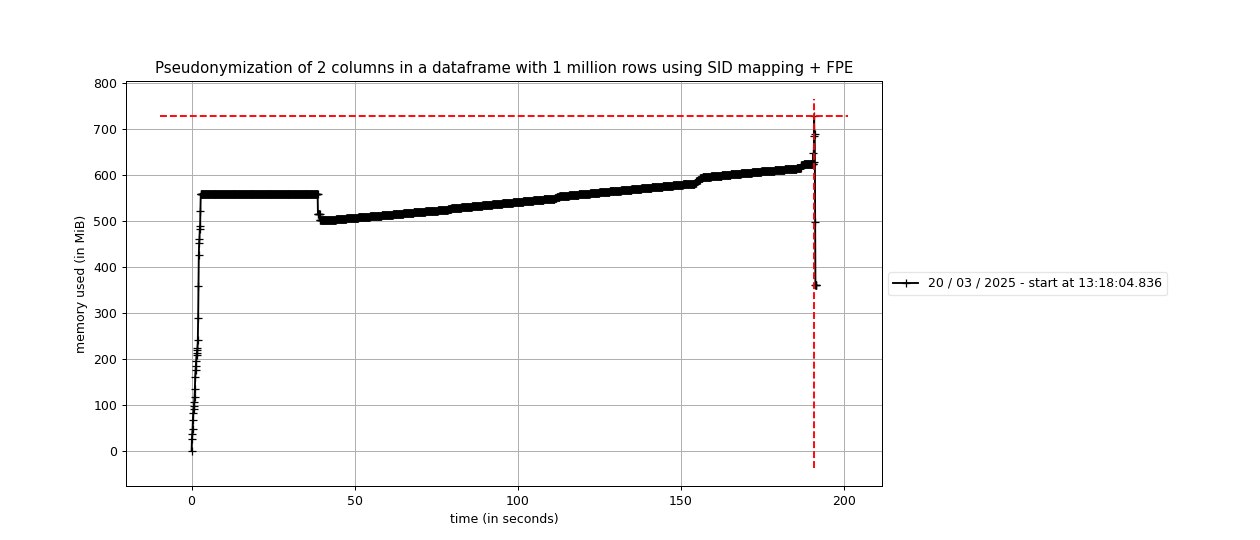 Pseudonymization of 2 columns in a dataframe with 1 million rows using SID mapping + FPE
800
700
600
500
400
300
200
100
0
memory used (in MiB)
0 50 100 150 200
time (in seconds)
20 / 03 / 2025 - start at 13:18:04.836